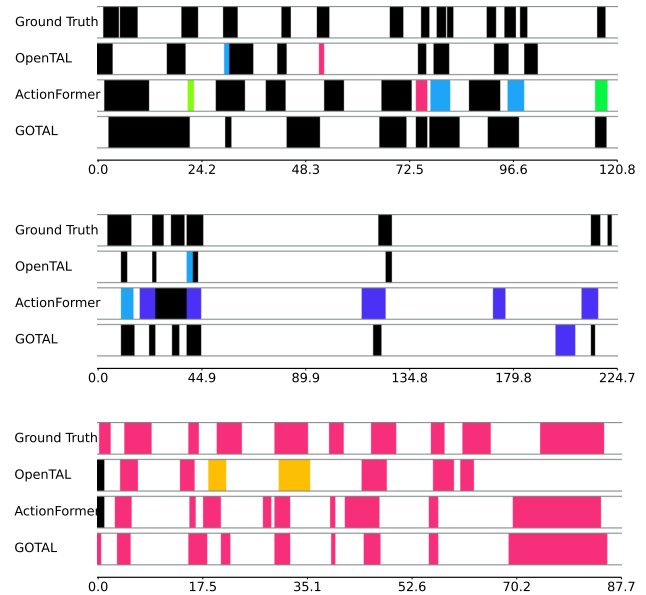 Ground Truth
OpenTAL
ActionFormer
GOTAL
0.0 24.2 48.3 72.5 96.6 120.8
Ground Truth
OpenTAL
ActionFormer
GOTAL
0.0 44.9 89.9 134.8 179.8 224.7
Ground Truth
OpenTAL
ActionFormer
GOTAL
0.0 17.5 35.1 52.6 70.2 87.7